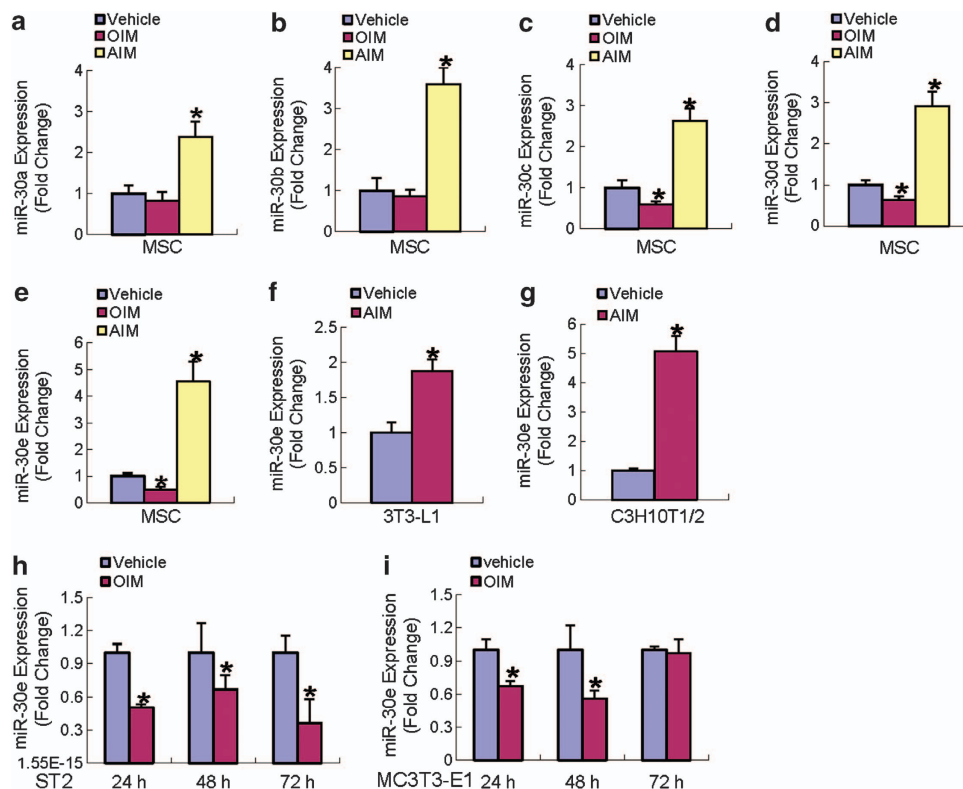 a
Vehicle
OIM
AIM
miR-30a Expression
(Fold Change)
4
3
2
1
0
*
MSC
b
Vehicle
OIM
AIM
miR-30b Expression
(Fold Change)
4
3
2
1
0
*
MSC
c
Vehicle
OIM
AIM
miR-30c Expression
(Fold Change)
4
3
2
1
0
*
*
MSC
d
Vehicle
OIM
AIM
miR-30d Expression
(Fold Change)
4
3
2
1
0
*
*
MSC
e
Vehicle
OIM
AIM
miR-30e Expression
(Fold Change)
6
5
4
3
2
1
0
*
*
MSC
f
Vehicle
AIM
miR-30e Expression
(Fold Change)
2.5
2
1.5
1
0.5
0
*
3T3-L1
g
Vehicle
AIM
miR-30e Expression
(Fold Change)
6
5
4
3
2
1
0
*
C3H10T1/2
h
Vehicle
OIM
miR-30e Expression
(Fold Change)
1.5
1.2
0.9
0.6
0.3
1.55E-15
*
*
*
ST2
24 h
48 h
72 h
i
vehicle
OIM
miR-30e Expression
(Fold Change)
1.5
1.2
0.9
0.6
0.3
0
*
*
MC3T3-E1
24 h
48 h
72 h